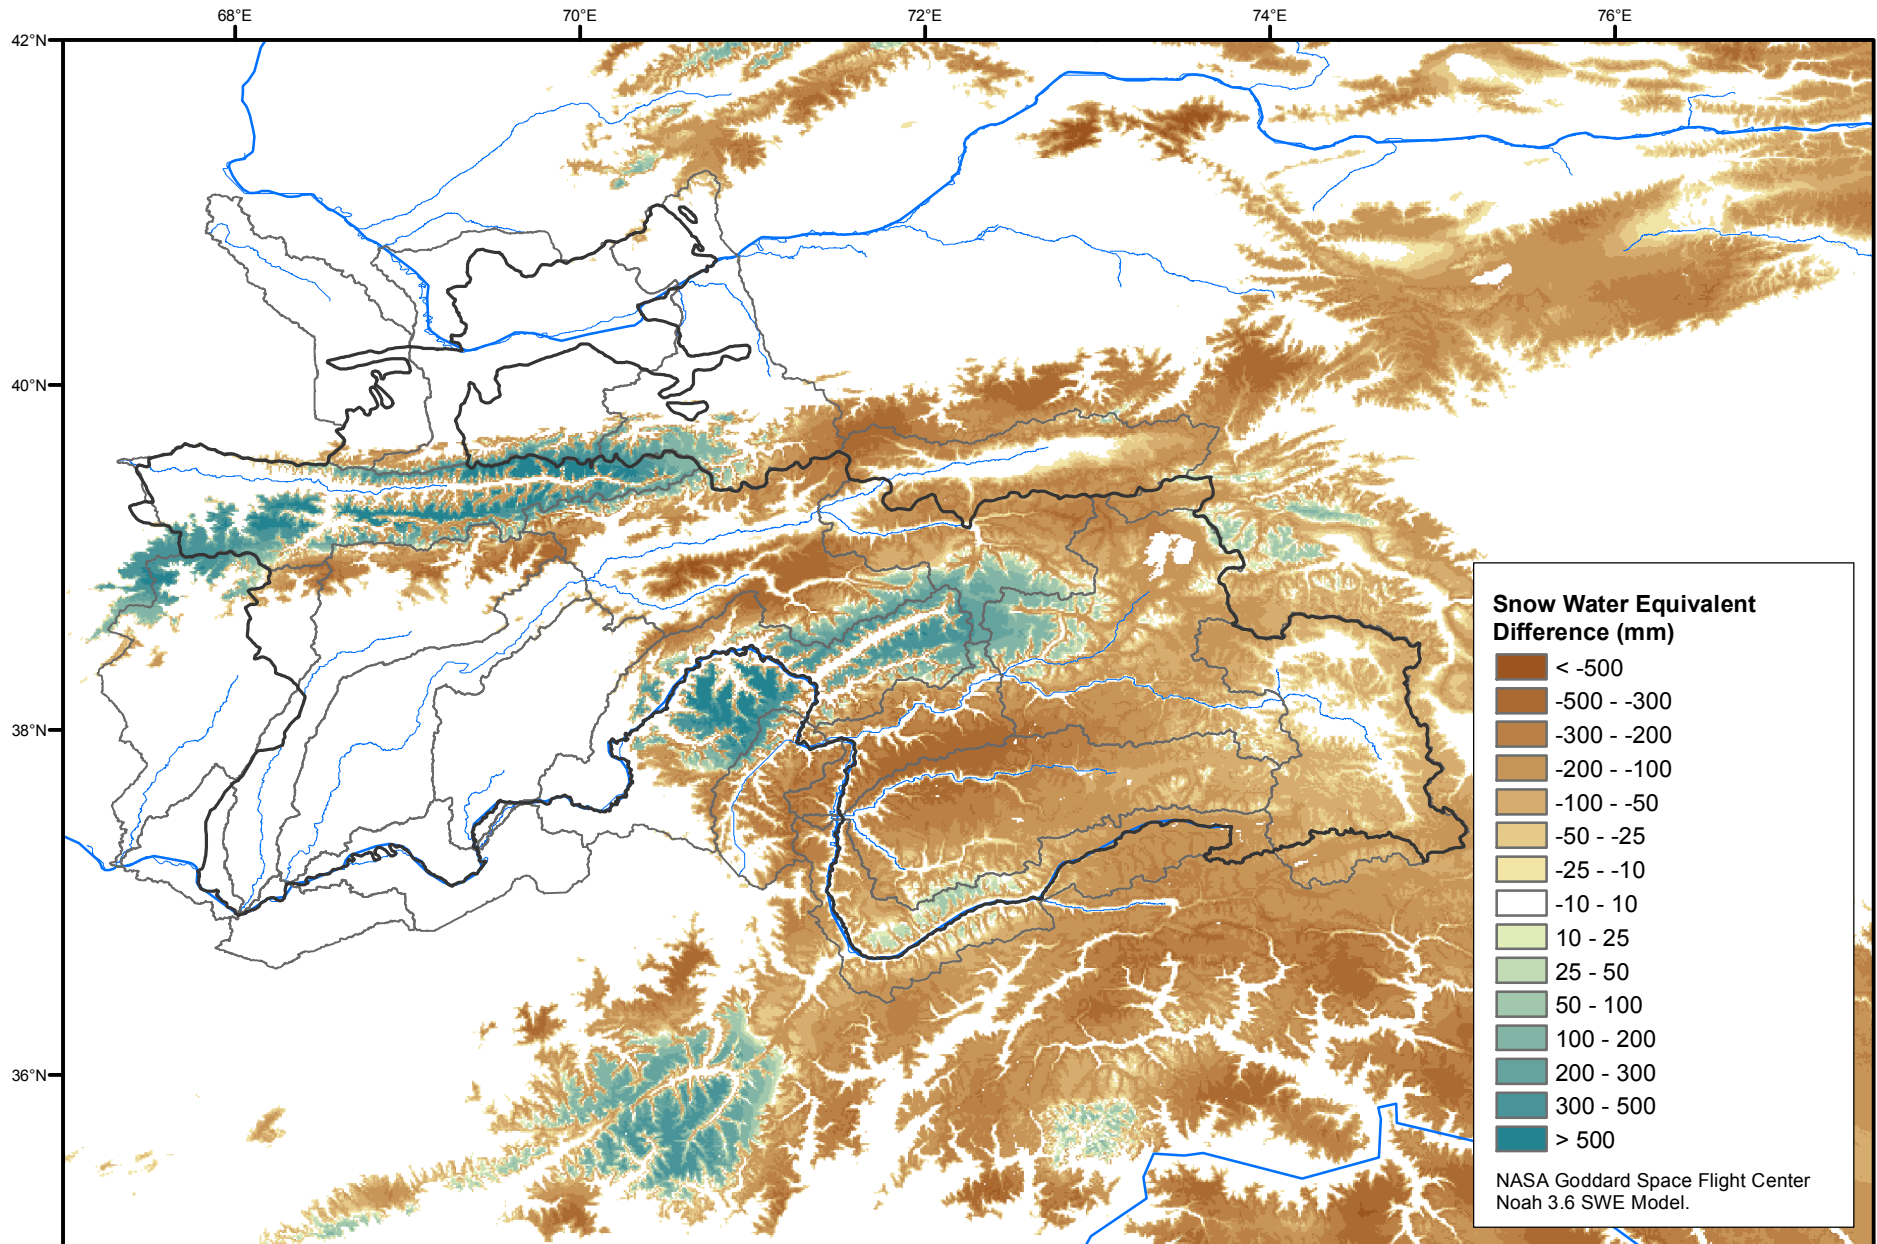 68°E
70°E
72°E
74°E
76°E
42°N
40°N
38°N
36°N
Snow Water Equivalent
Difference (mm)
< -500
-500 - -300
-300 - -200
-200 - -100
-100 - -50
-50 - -25
-25 - -10
-10 - 10
10 - 25
25 - 50
50 - 100
100 - 200
200 - 300
300 - 500
> 500
NASA Goddard Space Flight Center
Noah 3.6 SWE Model.